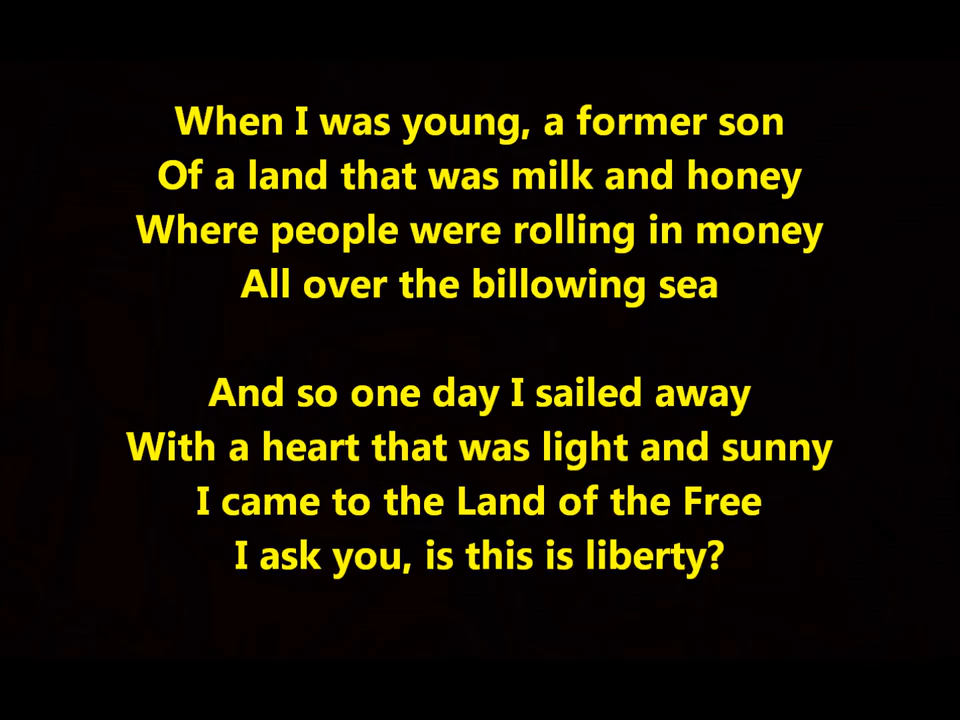 When I was young, a former son
Of a land that was milk and honey
Where people were rolling in money
All over the billowing sea
And so one day I sailed away
With a heart that was light and sunny
I came to the Land of the Free
I ask you, is this is liberty?